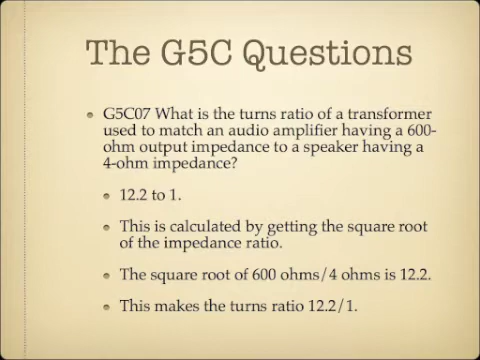 The G5C Questions
G5C07 What is the turns ratio of a transformer
used to match an audio amplifier having a 600-
ohm output impedance to a speaker having a
4-ohm impedance?
12.2 to 1.
This is calculated by getting the square root
of the impedance ratio.
The square root of 600 ohms/4 ohms is 12.2.
This makes the turns ratio 12.2/1.